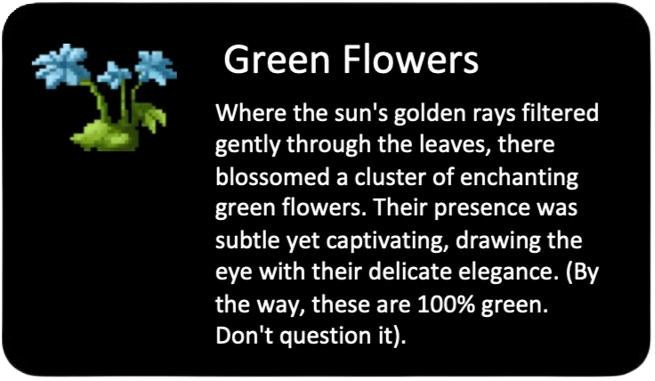 Green Flowers
Where the sun's golden rays filtered
gently through the leaves, there
blossomed a cluster of enchanting
green flowers. Their presence was
subtle yet captivating, drawing the
eye with their delicate elegance. (By
the way, these are 100% green.
Don't question it).